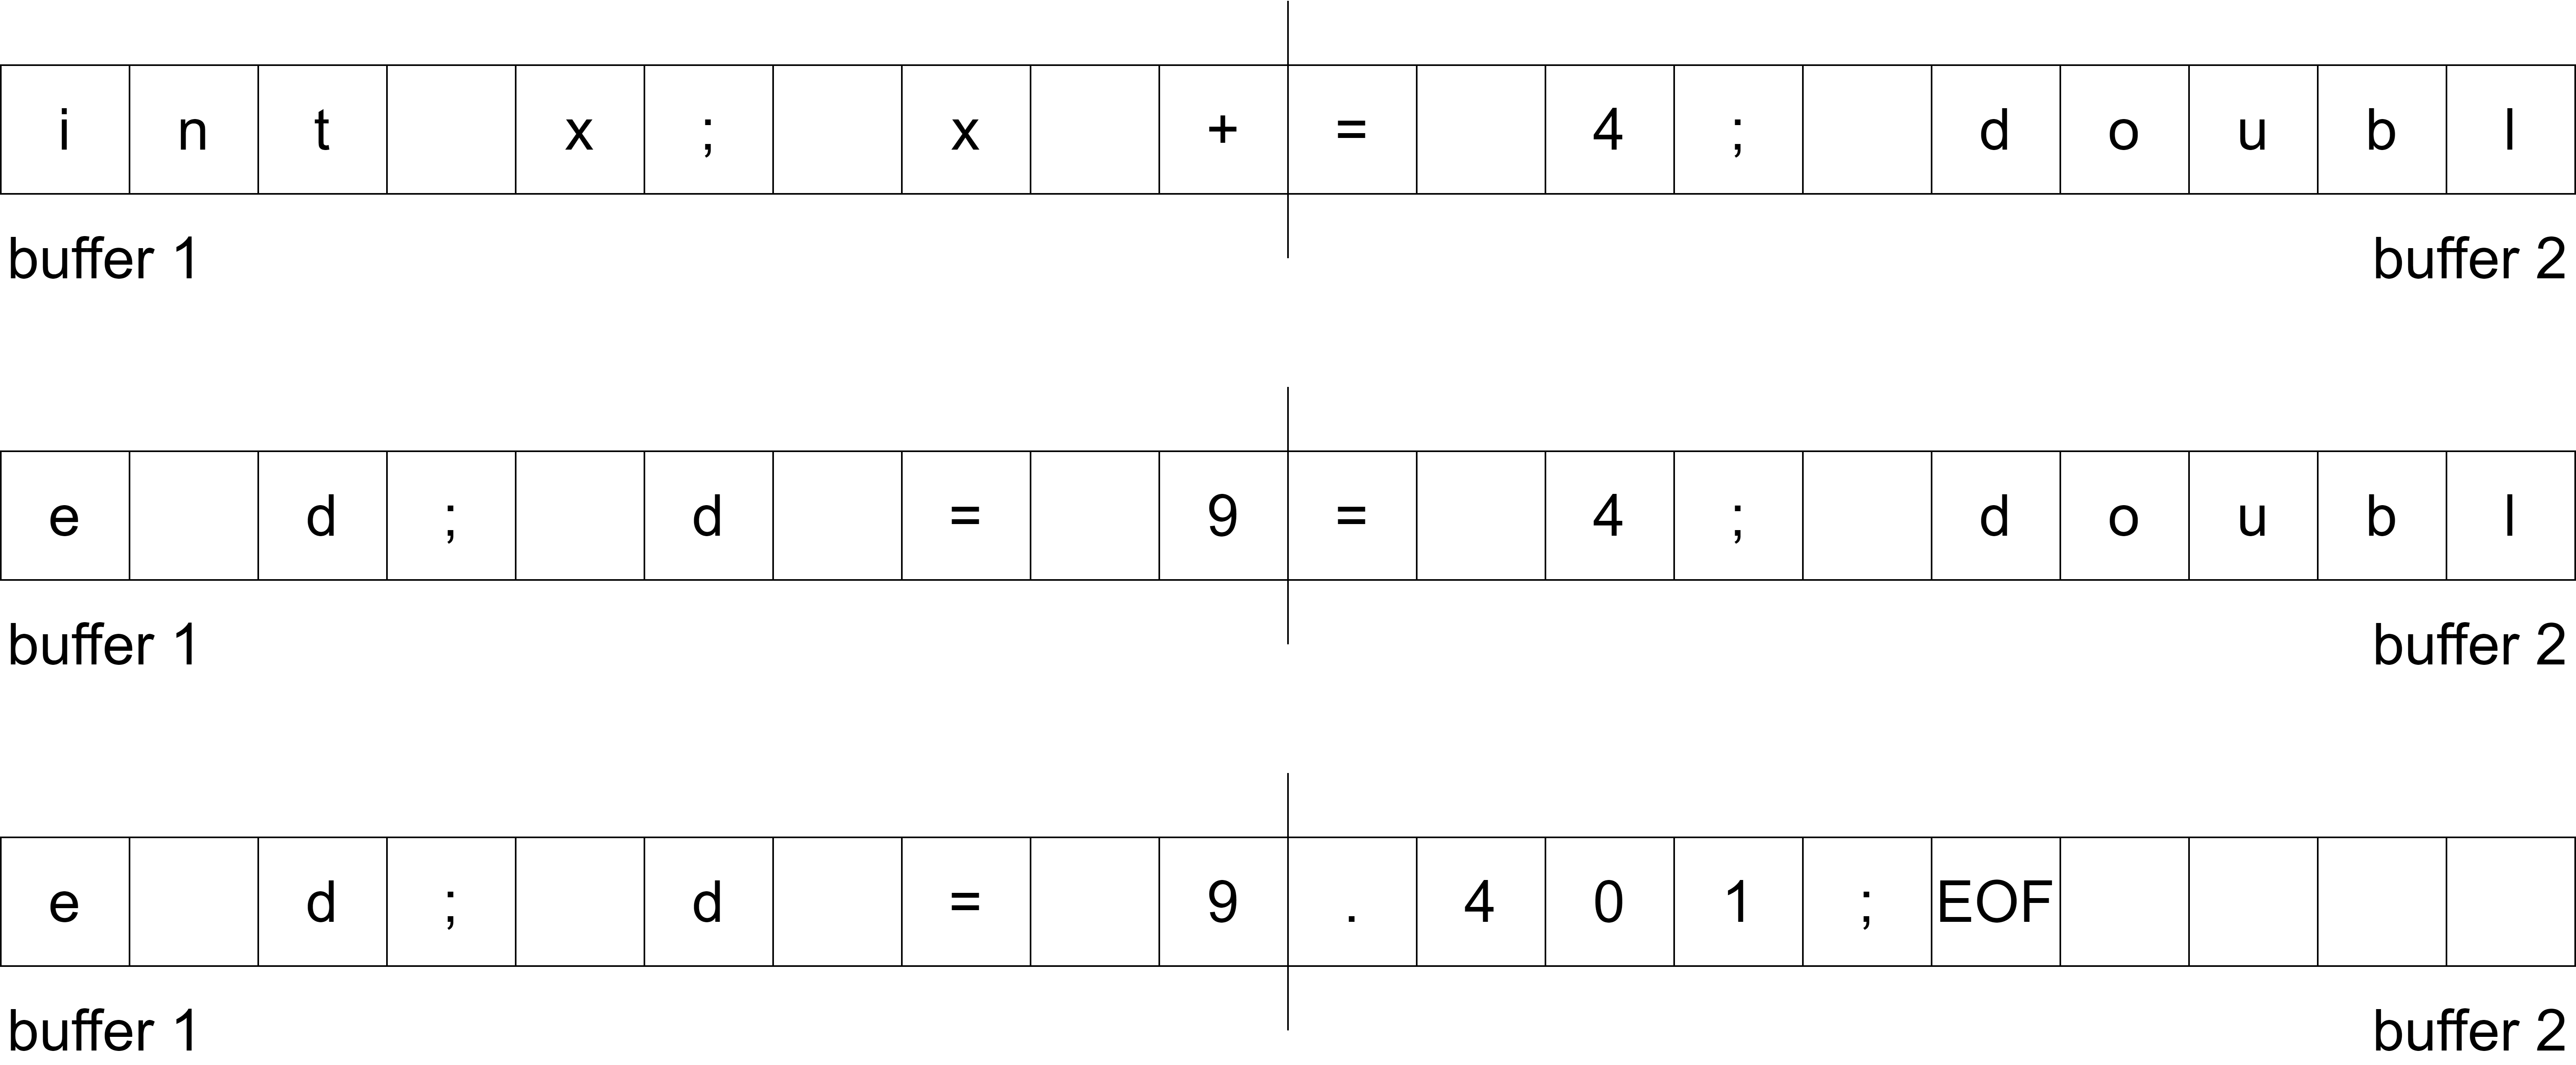 i n t x ; x + = 4 ; d o u b l
buffer 1 buffer 2
e d ; d = 9 = 4 ; d o u b l
buffer 1 buffer 2
e d ; d = 9 . 4 0 1 ; EOF
buffer 1 buffer 2